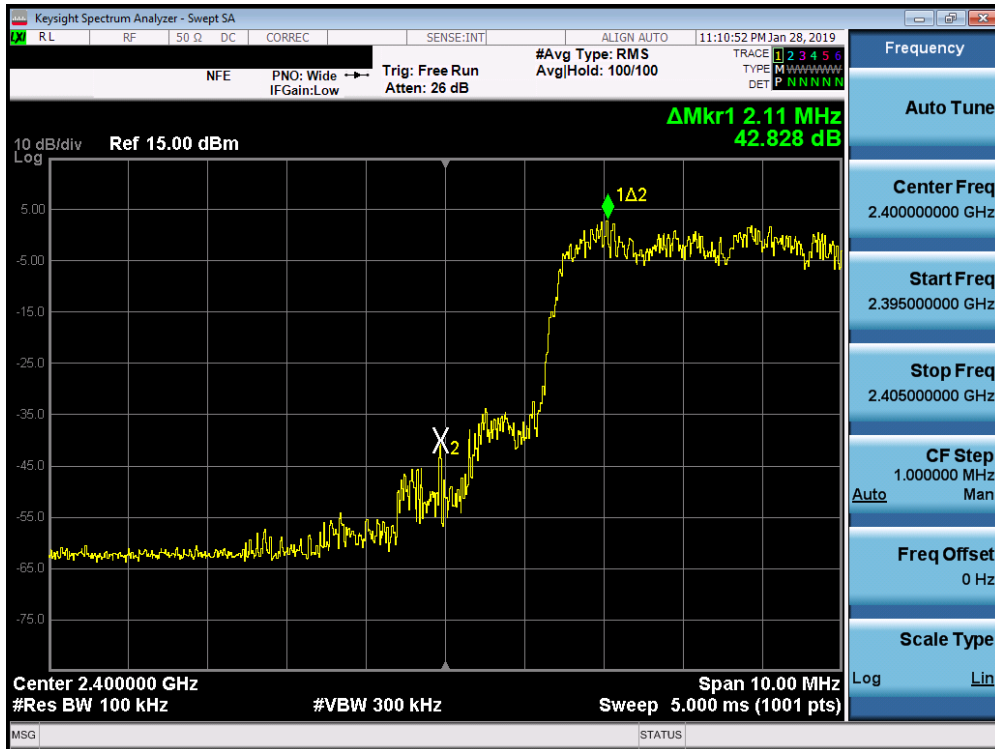 Keysight Spectrum Analyzer - Swept SA
LXI RL RF 50 Ω DC CORREC SENSE:INT ALIGN AUTO 11:10:52 PM Jan 28, 2019
Frequency
NFE PNO: Wide Trig: Free Run #Avg Type: RMS TRACE 1 2 3 4 5 6
IFGain:Low Atten: 26 dB Avg|Hold: 100/100 TYPE M W W W W W
DET P N N N N N
Auto Tune
ΔMkr1 2.11 MHz
42.828 dB
10 dB/div Ref 15.00 dBm
Log
1Δ2
2
5.00
-5.00
-15.0
-25.0
-35.0
-45.0
-55.0
-65.0
-75.0
Center Freq
2.400000000 GHz
Start Freq
2.395000000 GHz
Stop Freq
2.405000000 GHz
CF Step
1.000000 MHz
Auto Man
Freq Offset
0 Hz
Scale Type
Log Lin
Center 2.400000 GHz Span 10.00 MHz
#Res BW 100 kHz #VBW 300 kHz Sweep 5.000 ms (1001 pts)
MSG STATUS